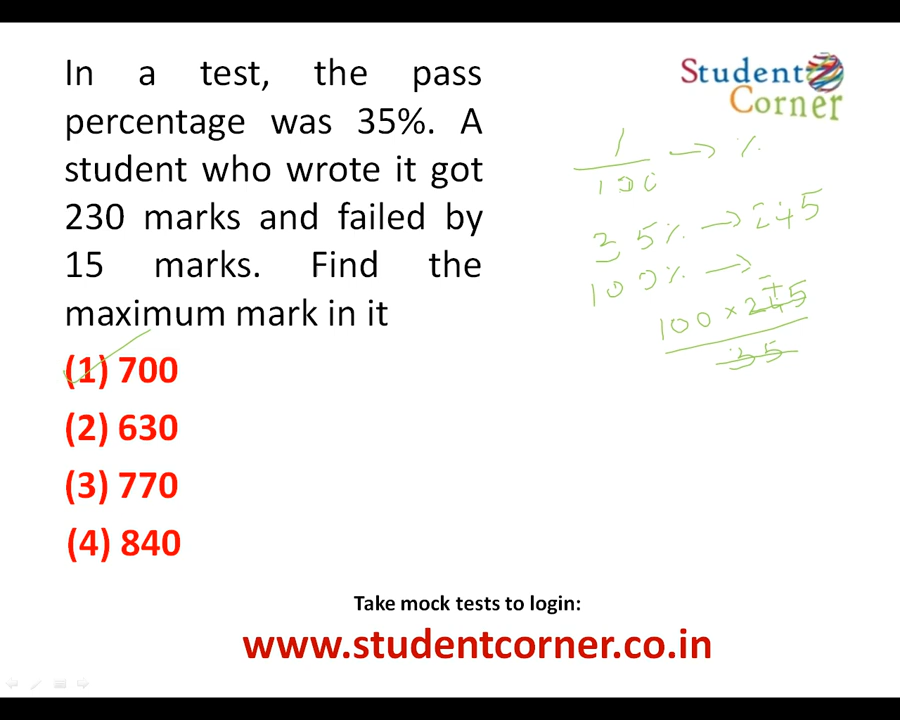 In a test, the pass
percentage was 35%. A
student who wrote it got
230 marks and failed by
15 marks. Find the
maximum mark in it
(1) 700
(2) 630
(3) 770
(4) 840
Student
Corner
1
100 → %
35% → 245
100% →
7
100 × 245
35
Take mock tests to login:
www.studentcorner.co.in